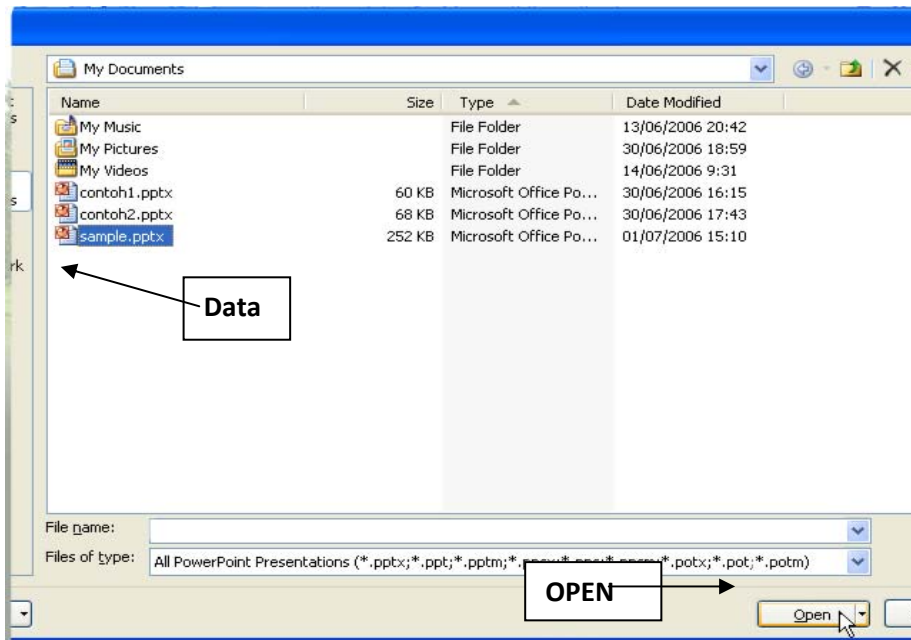 My Documents
Name Size Type Date Modified
My Music File Folder 13/06/2006 20:42
My Pictures File Folder 30/06/2006 18:59
My Videos File Folder 14/06/2006 9:31
contoh1.pptx 60 KB Microsoft Office Po... 30/06/2006 16:15
contoh2.pptx 68 KB Microsoft Office Po... 30/06/2006 17:43
sample.pptx 252 KB Microsoft Office Po... 01/07/2006 15:10
Data
File name:
Files of type: All PowerPoint Presentations (*.pptx;*.ppt;*.pptm;*.potx;*.pot;*.potm)
OPEN
Open